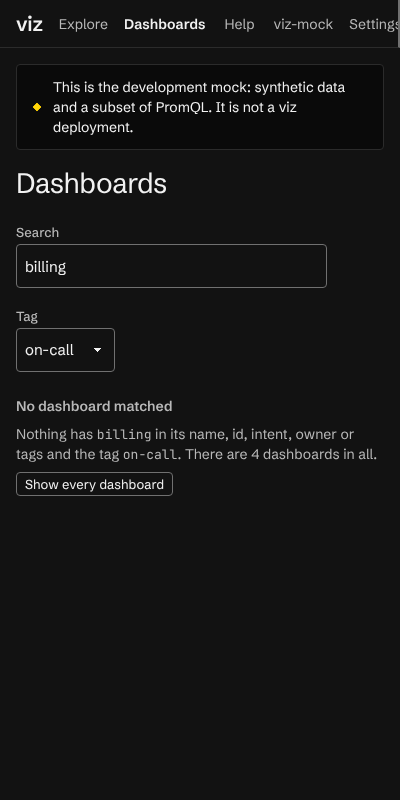 viz Explore Dashboards Help viz-mock Settings
This is the development mock: synthetic data
and a subset of PromQL. It is not a viz
deployment.
Dashboards
Search
billing
Tag
on-call
No dashboard matched
Nothing has billing in its name, id, intent, owner or
tags and the tag on-call. There are 4 dashboards in all.
Show every dashboard